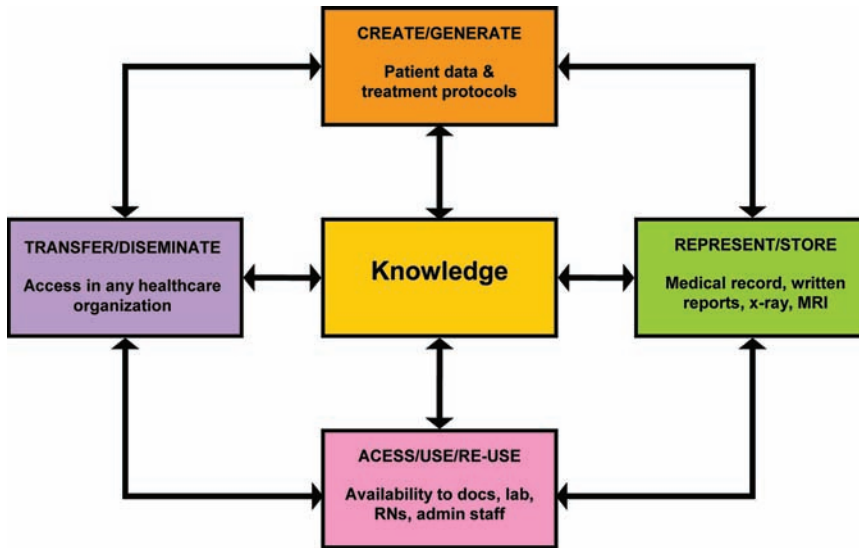 CREATE/GENERATE
Patient data &
treatment protocols
TRANSFER/DISEMINATE
Access in any healthcare
organization
Knowledge
REPRESENT/STORE
Medical record, written
reports, x-ray, MRI
ACESS/USE/RE-USE
Availability to docs, lab,
RNs, admin staff